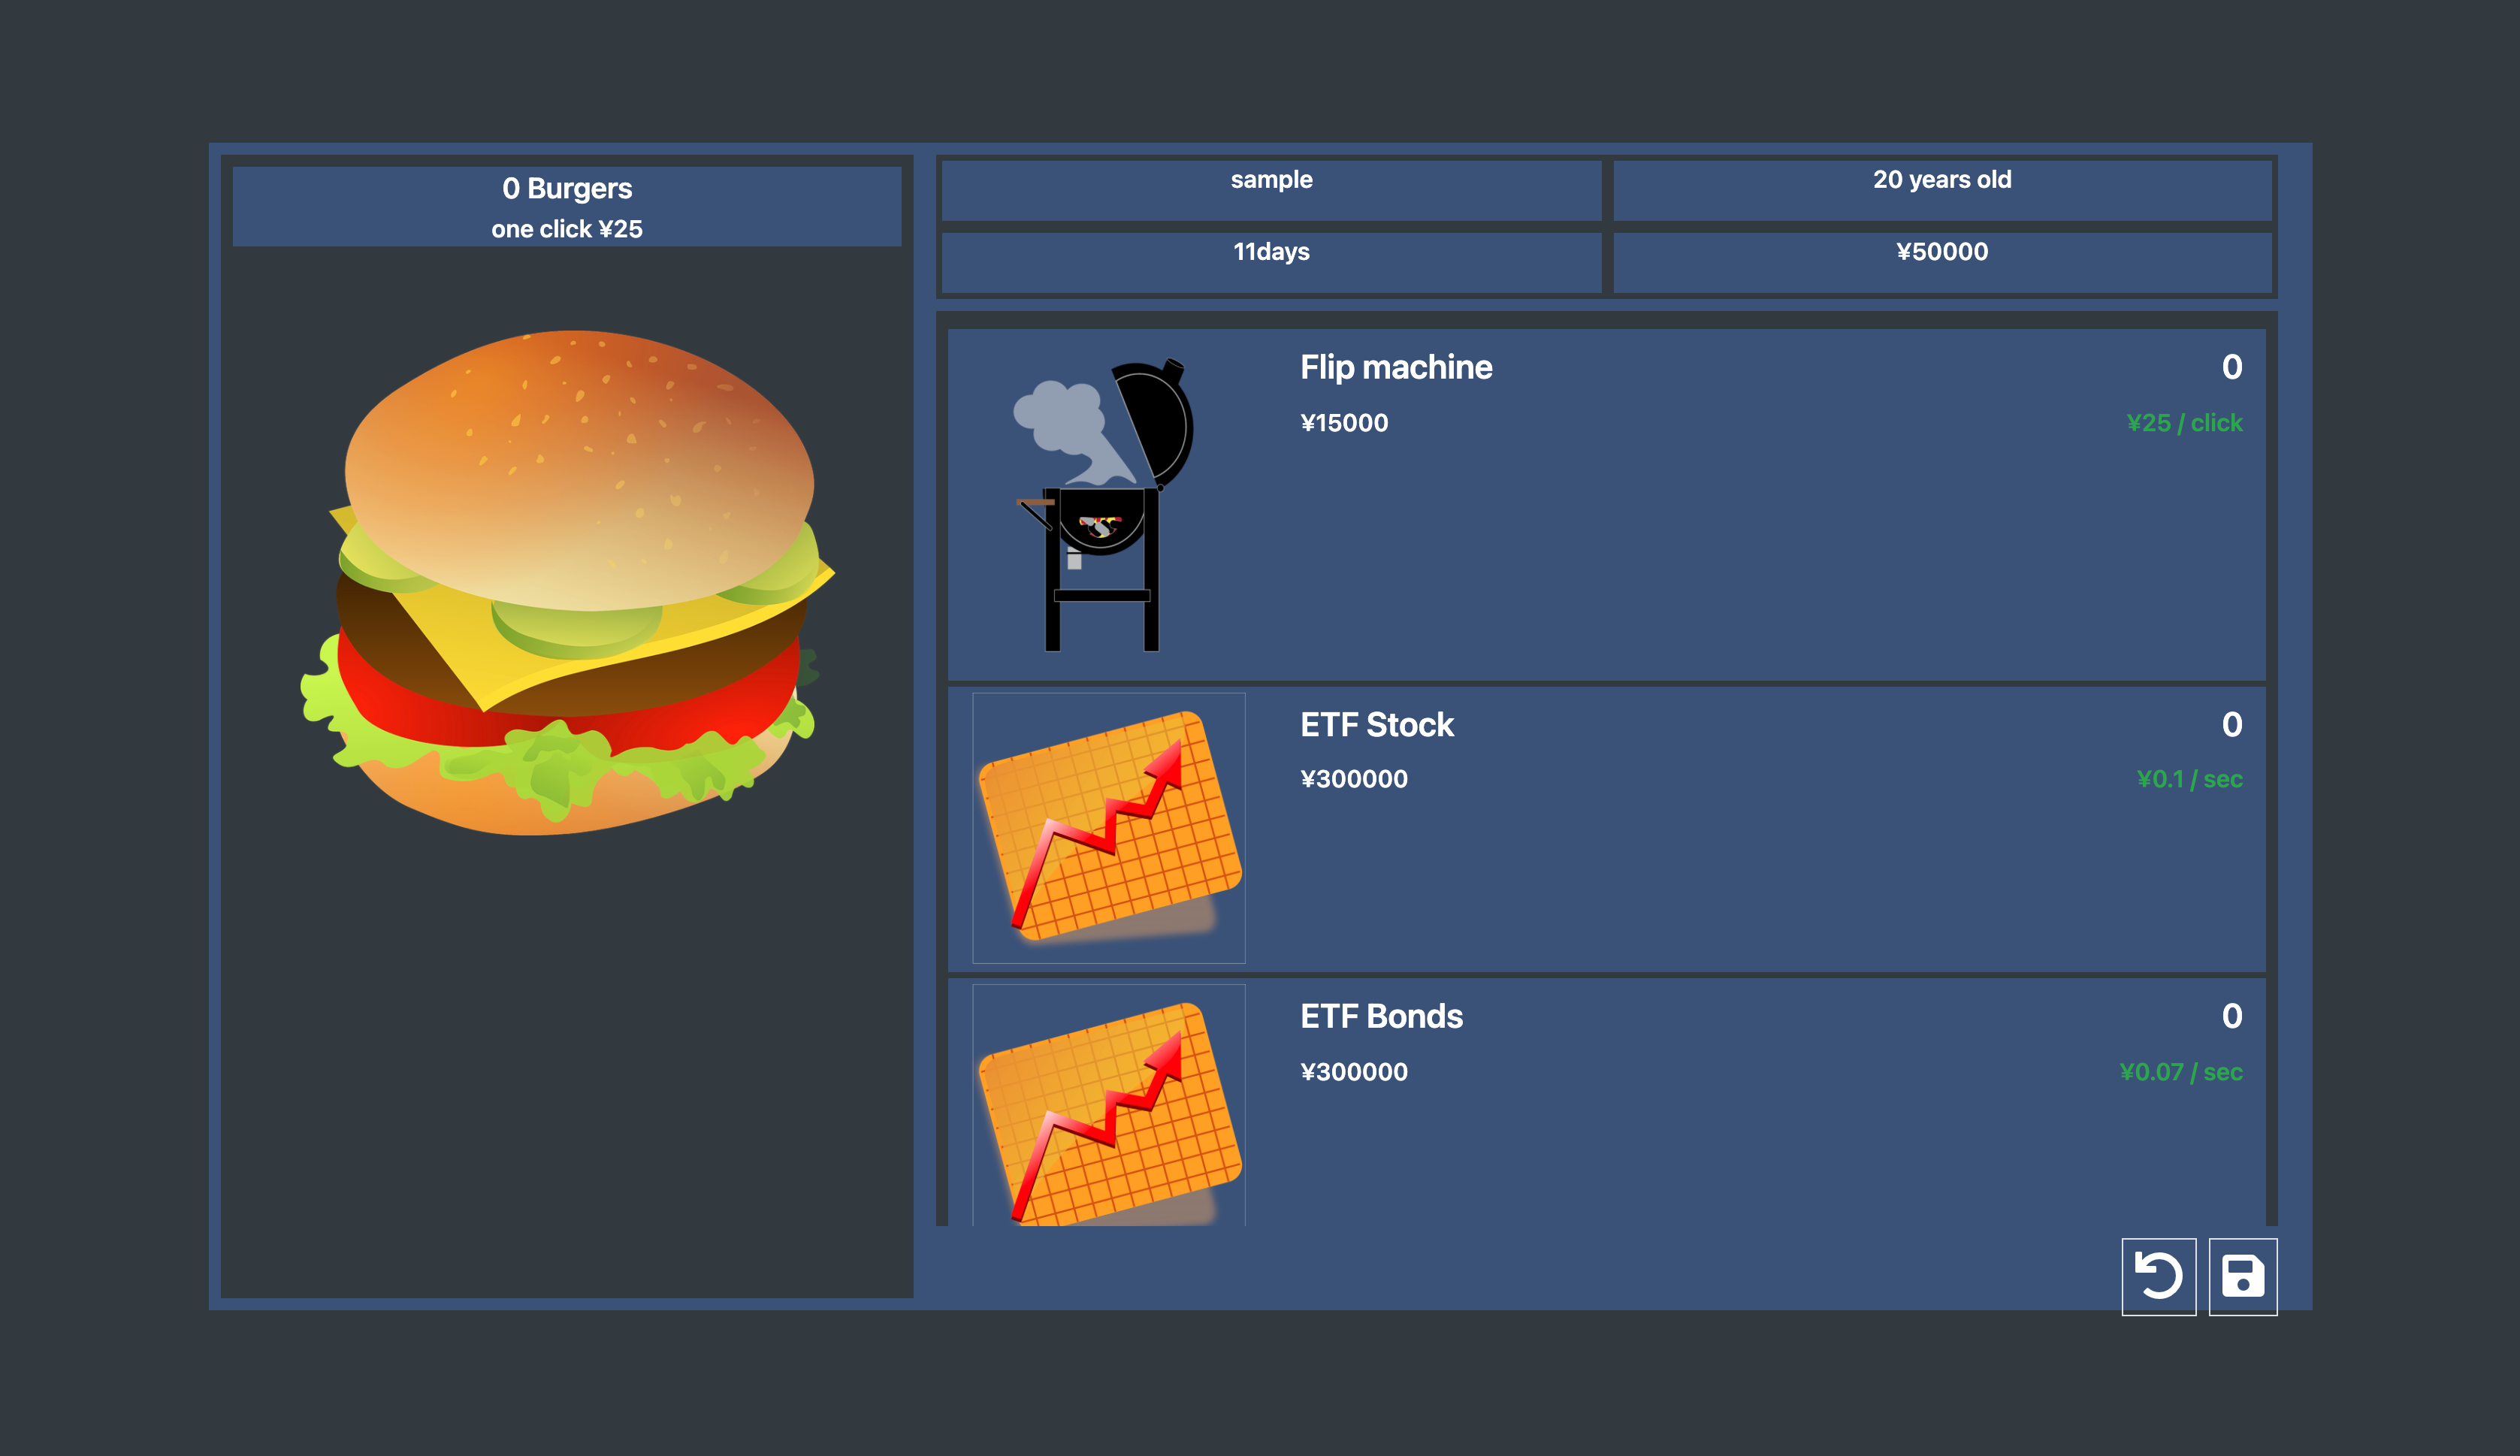 0 Burgers
one click ¥25
sample
20 years old
11days
¥50000
Flip machine
0
¥15000
¥25 / click
ETF Stock
0
¥300000
¥0.1 / sec
ETF Bonds
0
¥300000
¥0.07 / sec